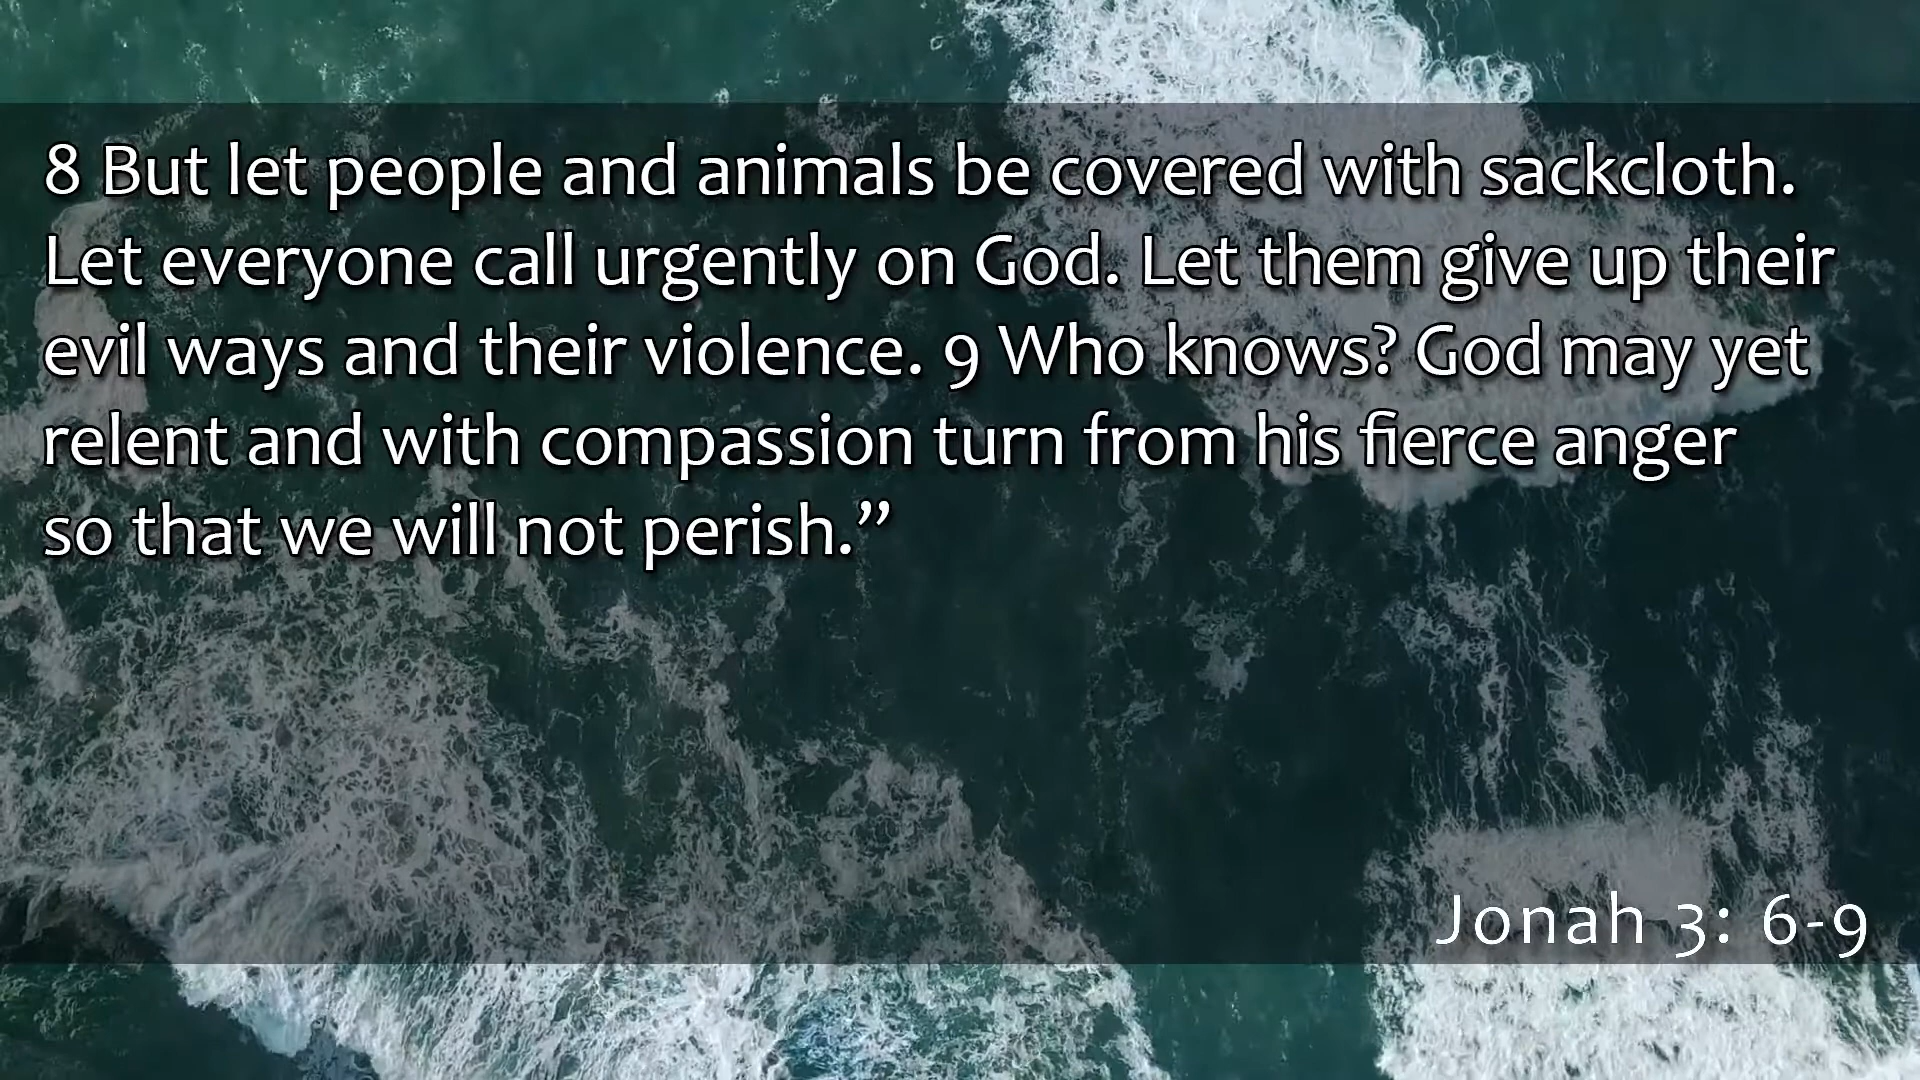 8 But let people and animals be covered with sackcloth.
Let everyone call urgently on God. Let them give up their
evil ways and their violence. 9 Who knows? God may yet
relent and with compassion turn from his fierce anger
so that we will not perish.”
Jonah 3: 6-9